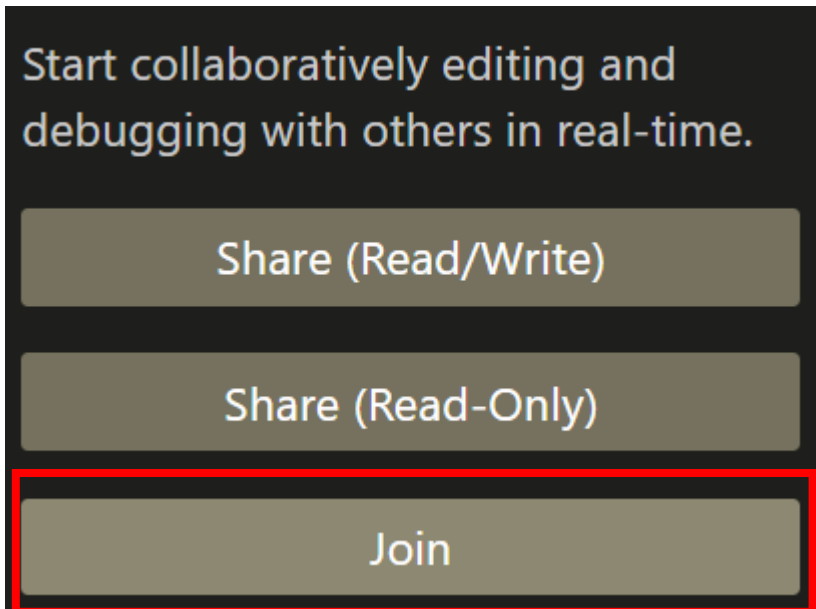 Start collaboratively editing and
debugging with others in real-time.
Share (Read/Write)
Share (Read-Only)
Join